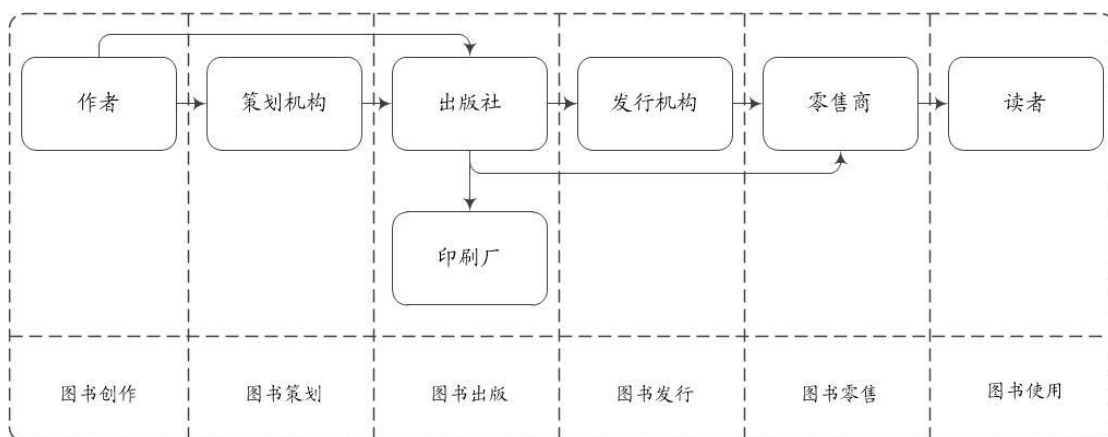 作者
策划机构
出版社
发行机构
零售商
读者
印刷厂
图书创作
图书策划
图书出版
图书发行
图书零售
图书使用